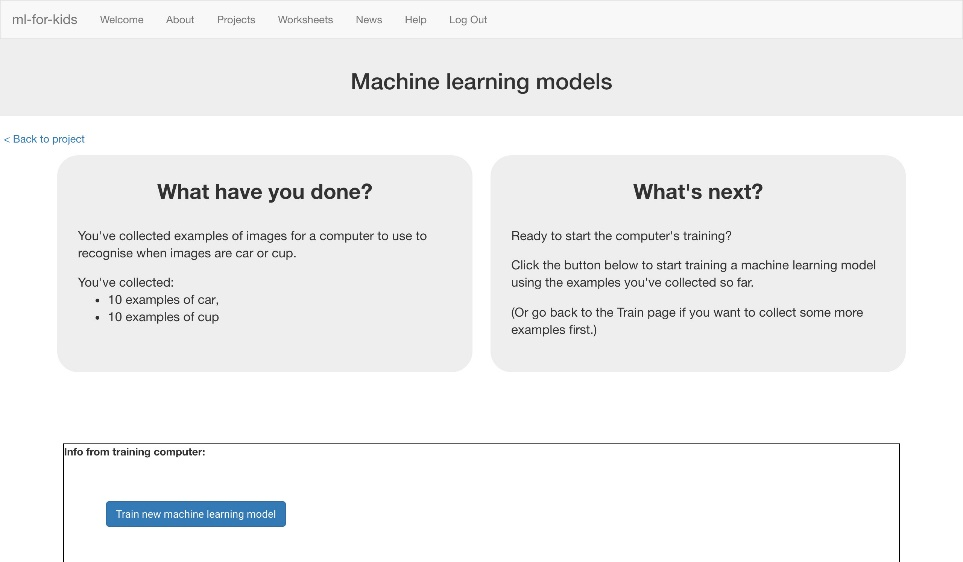 ml-for-kids Welcome About Projects Worksheets News Help Log Out
Machine learning models
< Back to project
What have you done?
You've collected examples of images for a computer to use to
recognise when images are car or cup.
You've collected:
• 10 examples of car,
• 10 examples of cup
What's next?
Ready to start the computer's training?
Click the button below to start training a machine learning model
using the examples you've collected so far.
(Or go back to the Train page if you want to collect some more
examples first.)
Info from training computer:
Train new machine learning model